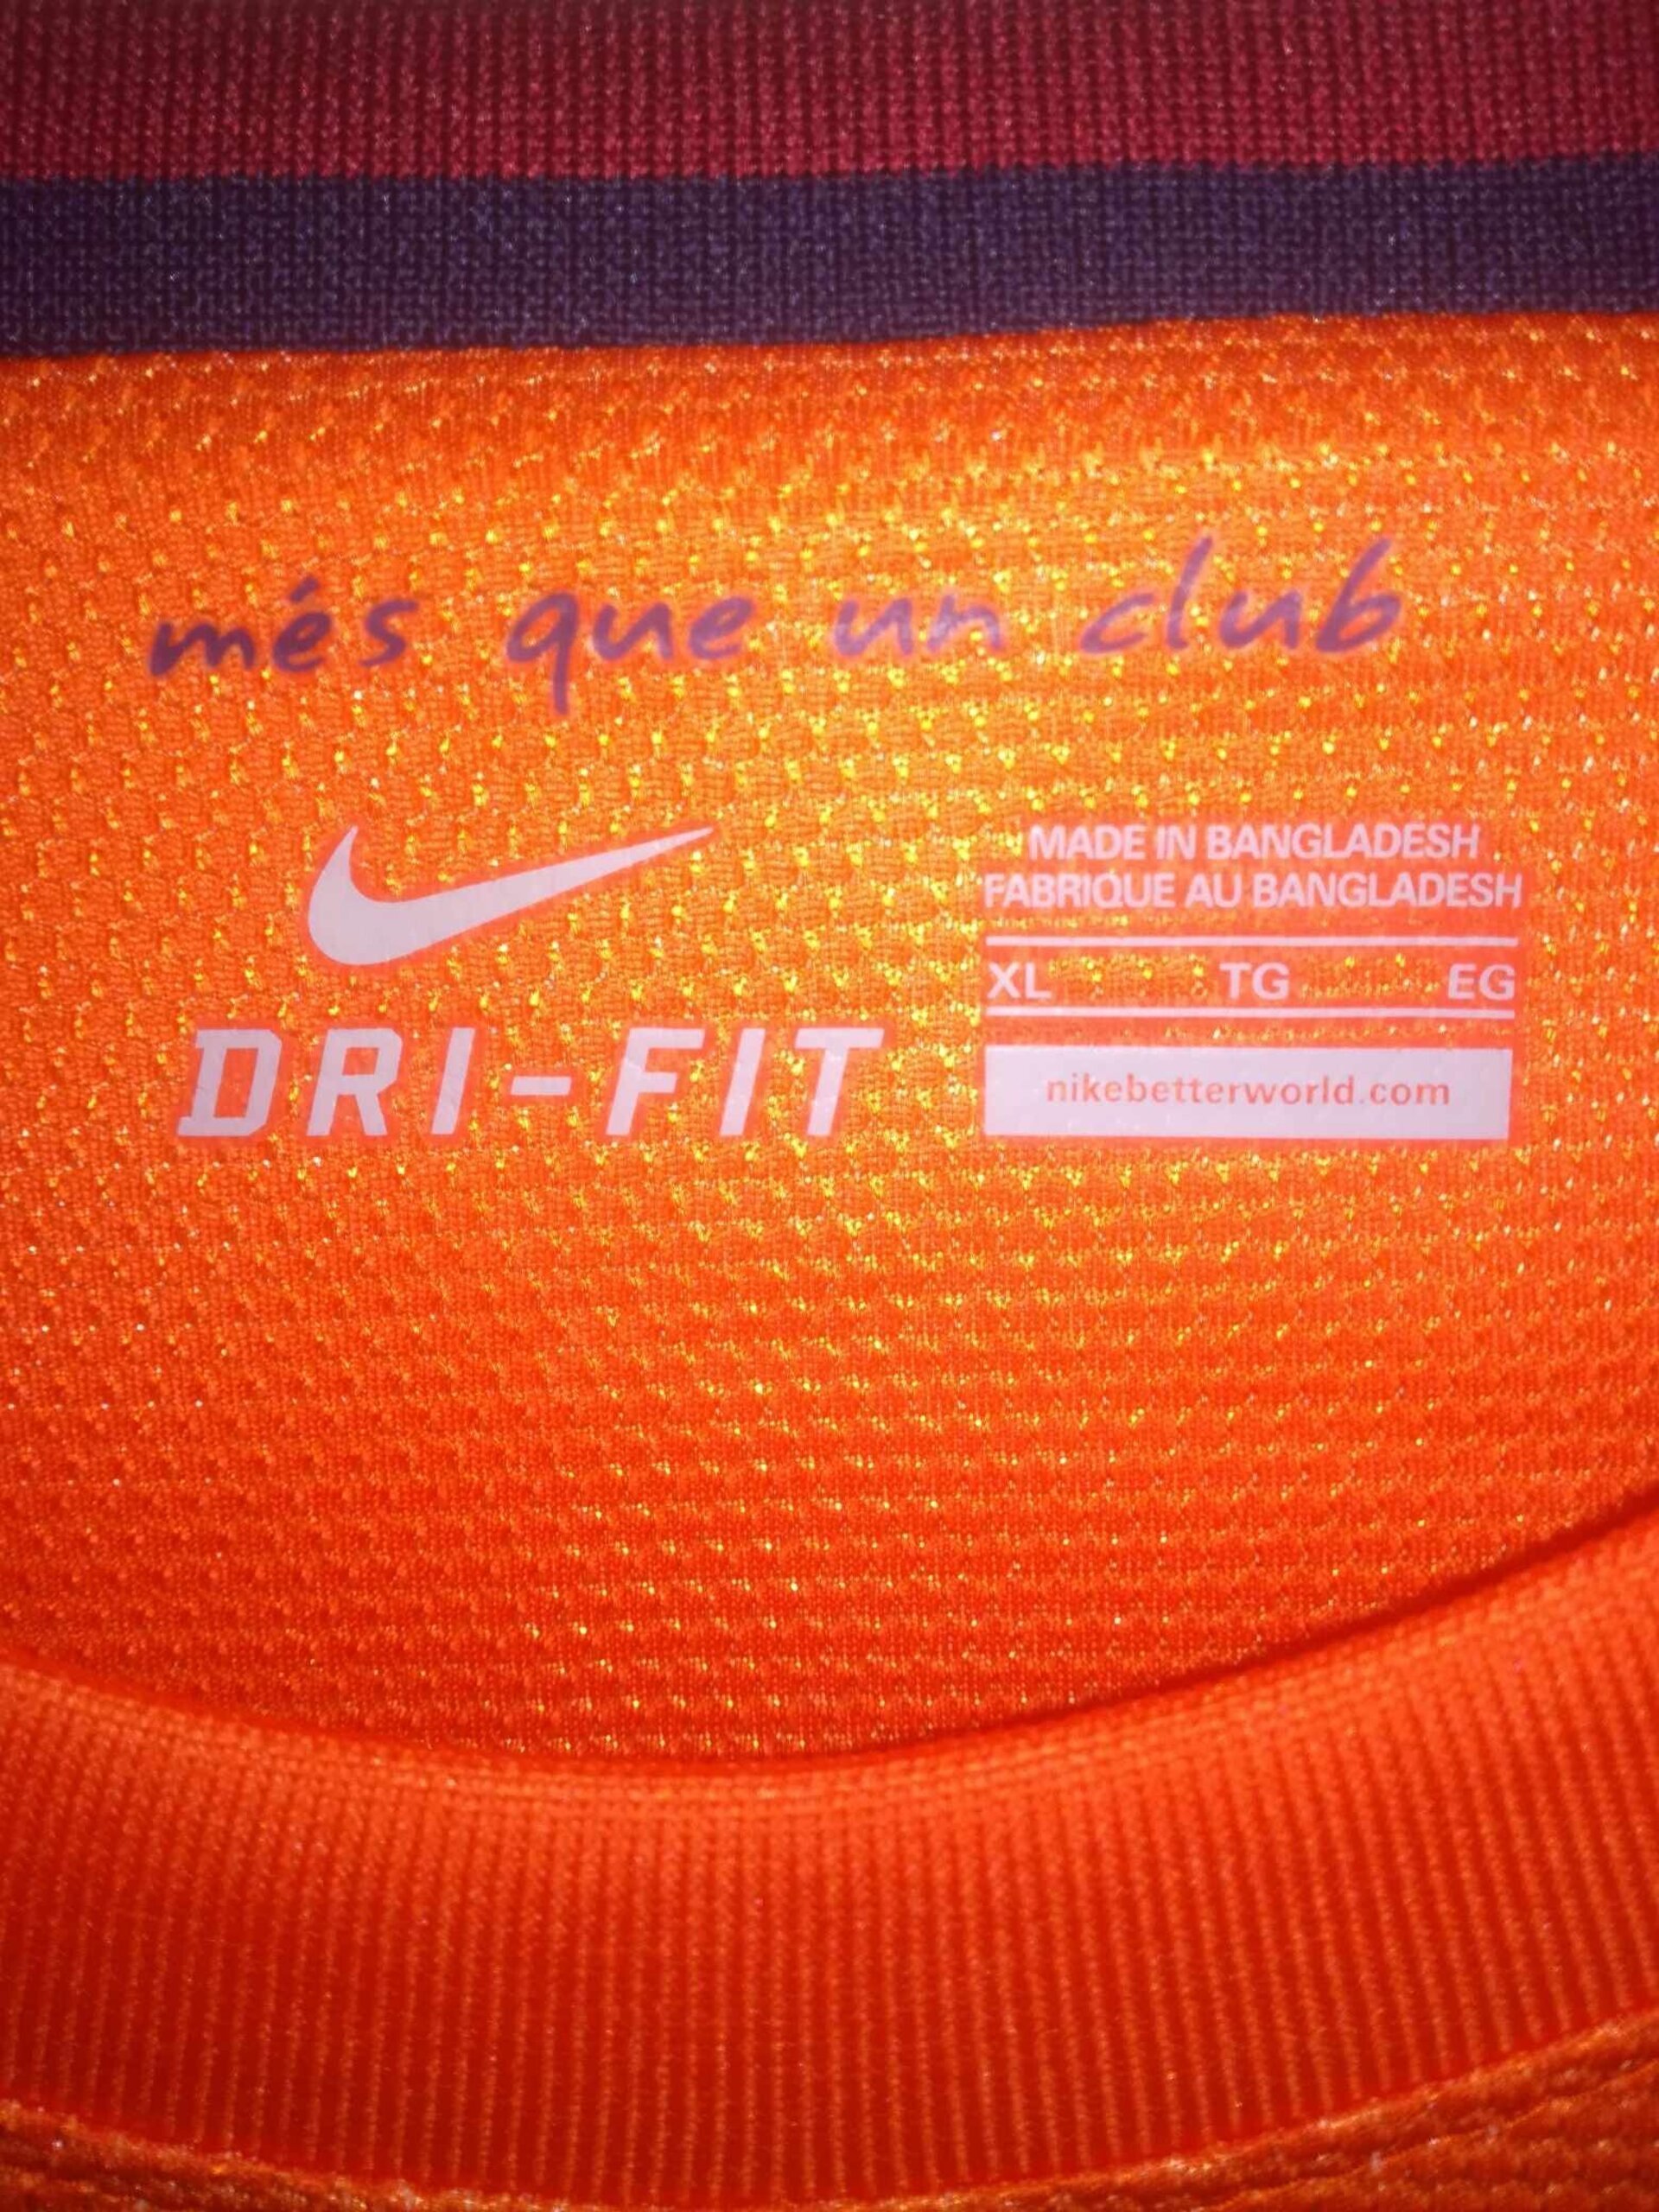 més que un club
MADE IN BANGLADESH
FABRIQUE AU BANGLADESH
XL TG EG
DRI-FIT
nikebetterworld.com